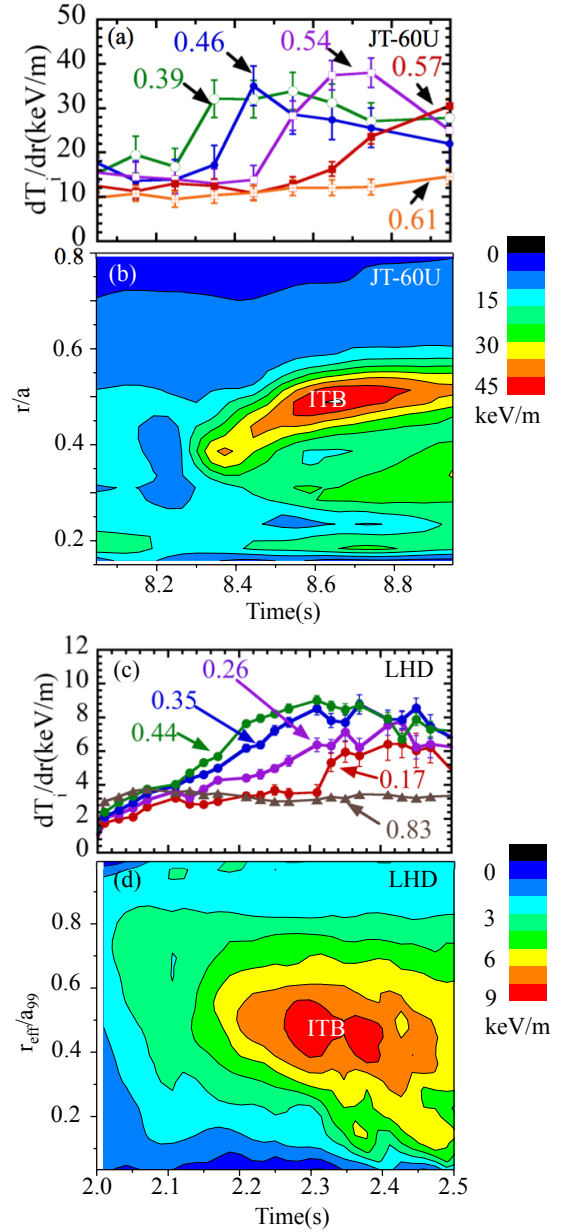 (a) 0.46 0.54 JT-60U
0.39 0.57
0.61
dT_i/dr(keV/m)
50
40
30
20
10
0
(b) JT-60U
ITB
r/a
0.8
0.6
0.4
0.2
8.2 8.4 8.6 8.8
Time(s)
0
15
30
45
keV/m
(c) LHD
0.26
0.35
0.44
0.17
0.83
dT_i/dr(keV/m)
12
10
8
6
4
2
0
(d) LHD
ITB
r_eff/a_99
0.8
0.6
0.4
0.2
2.0 2.1 2.2 2.3 2.4 2.5
Time(s)
0
3
6
9
keV/m